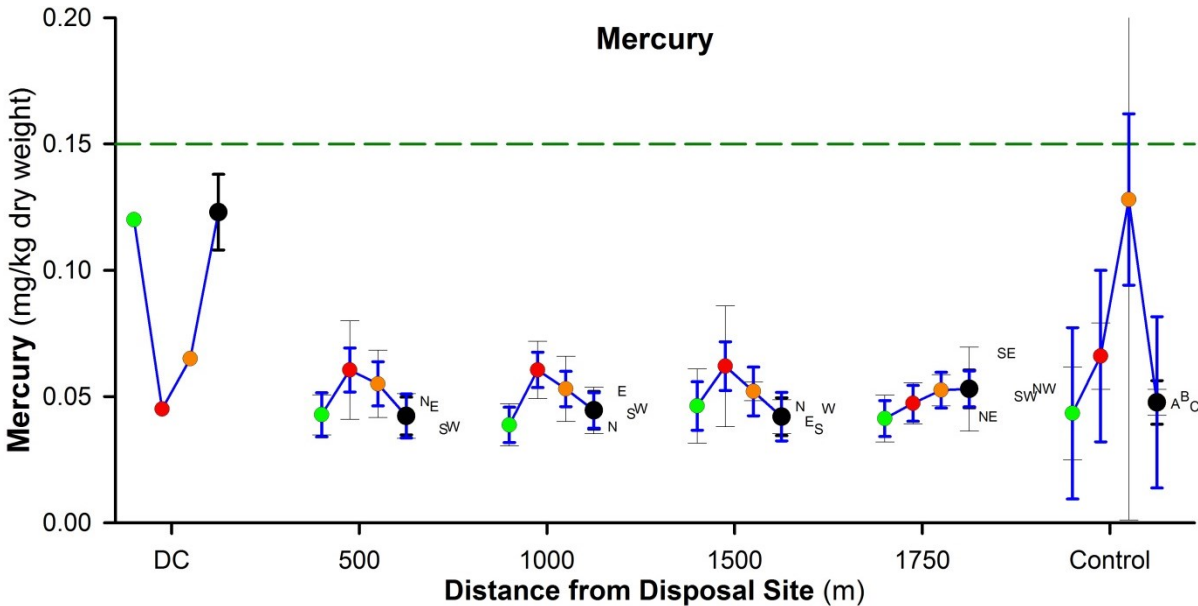 Mercury
Mercury (mg/kg dry weight)
0.20
0.15
0.10
0.05
0.00
N E
S W
E
S W
N
N W
E S
SE
SW NW
NE
A B C
DC 500 1000 1500 1750 Control
Distance from Disposal Site (m)